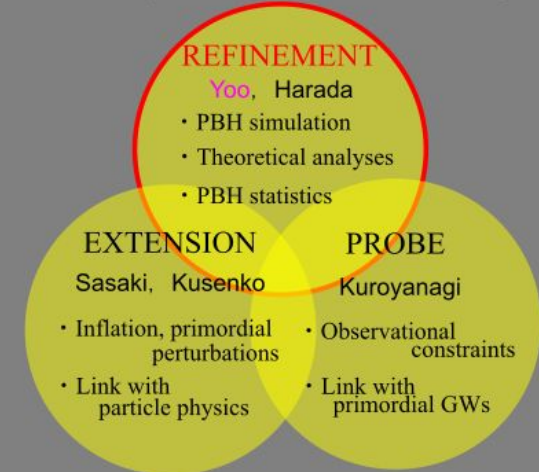 REFINEMENT
Yoo, Harada
・PBH simulation
・Theoretical analyses
・PBH statistics
EXTENSION
Sasaki, Kusenko
・Inflation, primordial
perturbations
・Link with
particle physics
PROBE
Kuroyanagi
・Observational
constraints
・Link with
primordial GWs